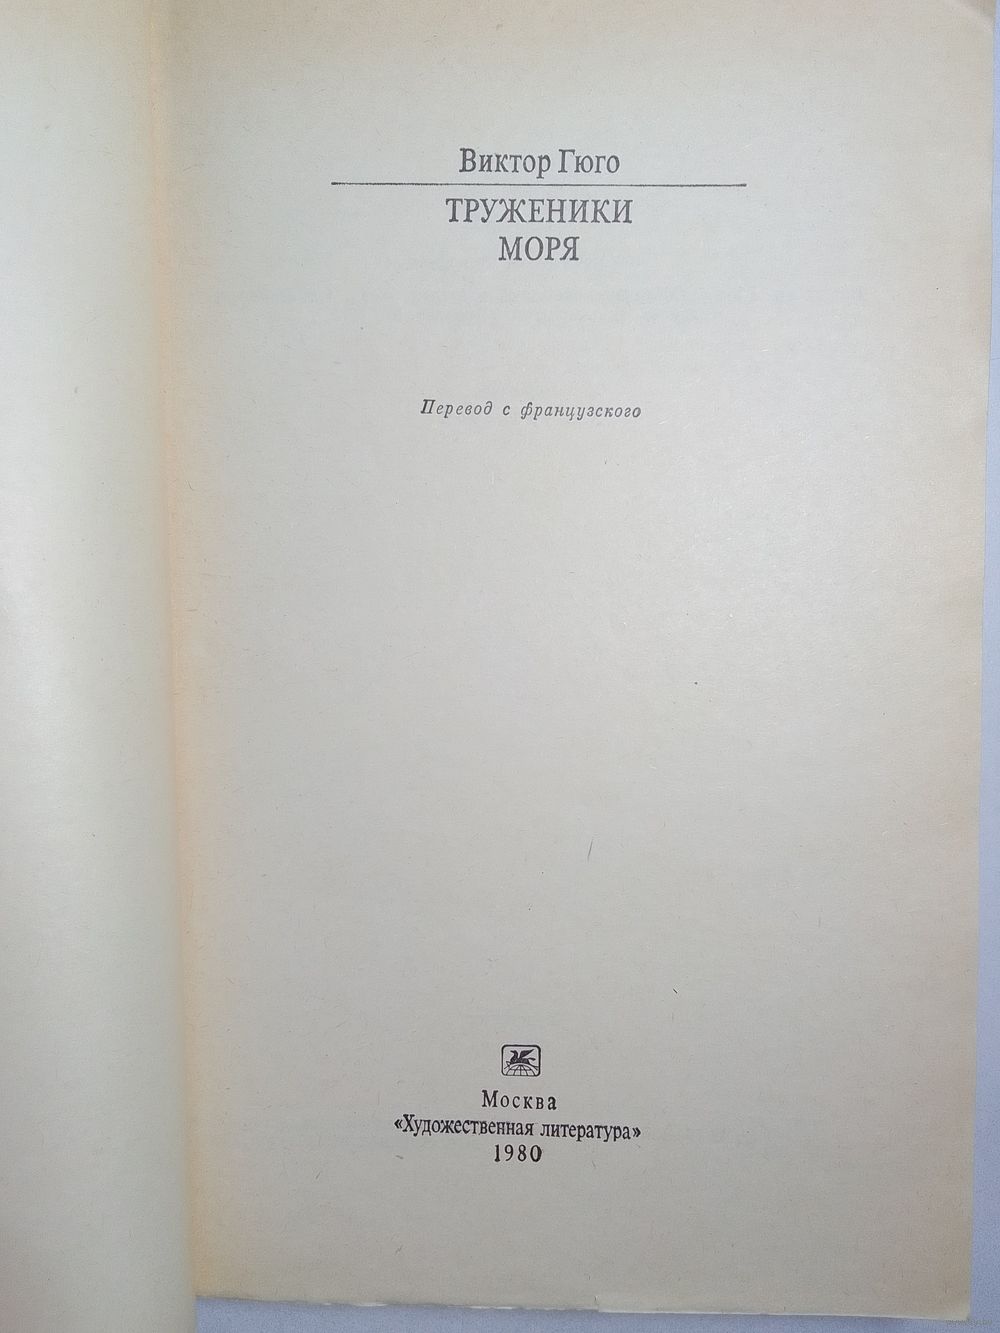 Виктор Гюго
ТРУЖЕНИКИ
МОРЯ
Перевод с французского
Москва
«Художественная литература»
1980